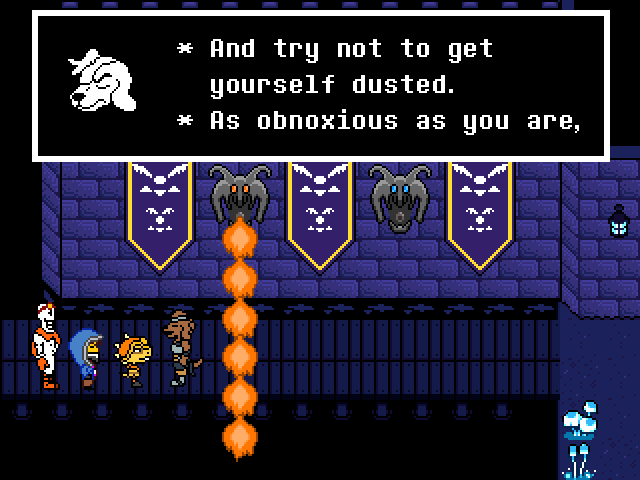 * And try not to get
yourself dusted.
* As obnoxious as you are,